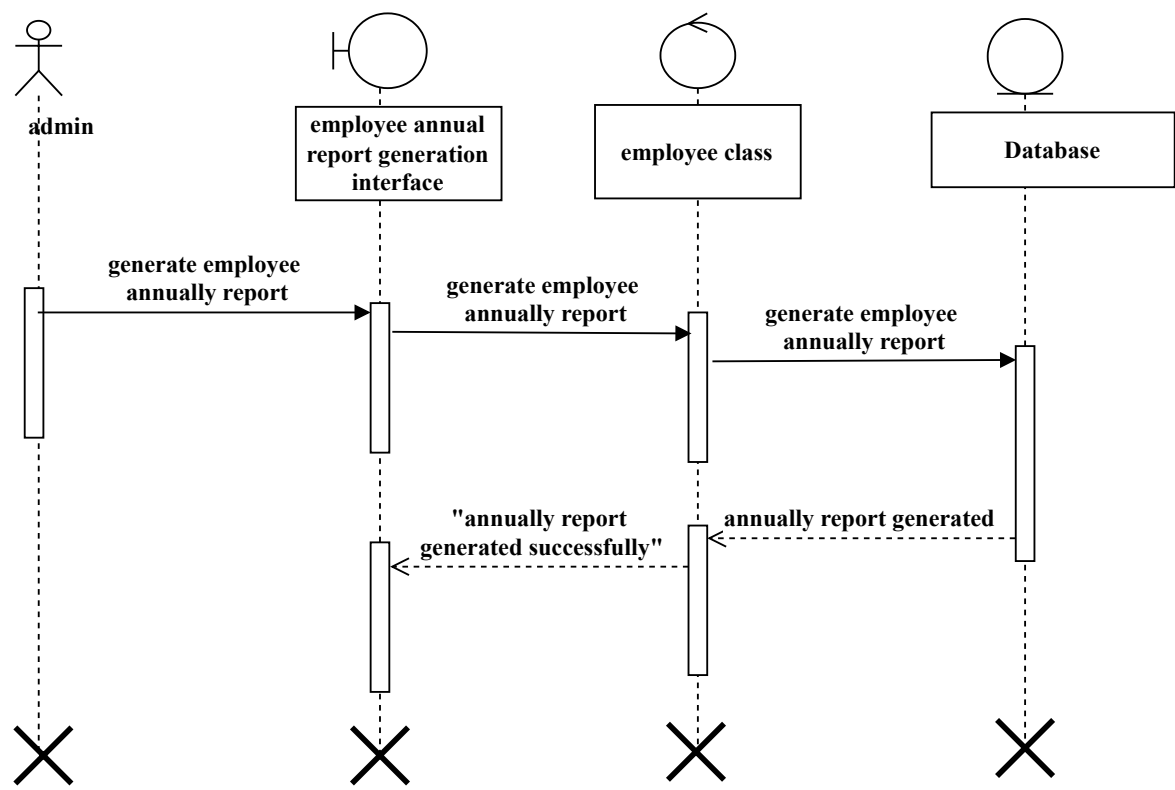 admin
employee annual
report generation
interface
employee class
Database
generate employee
annually report
generate employee
annually report
generate employee
annually report
"annually report
generated successfully"
annually report generated